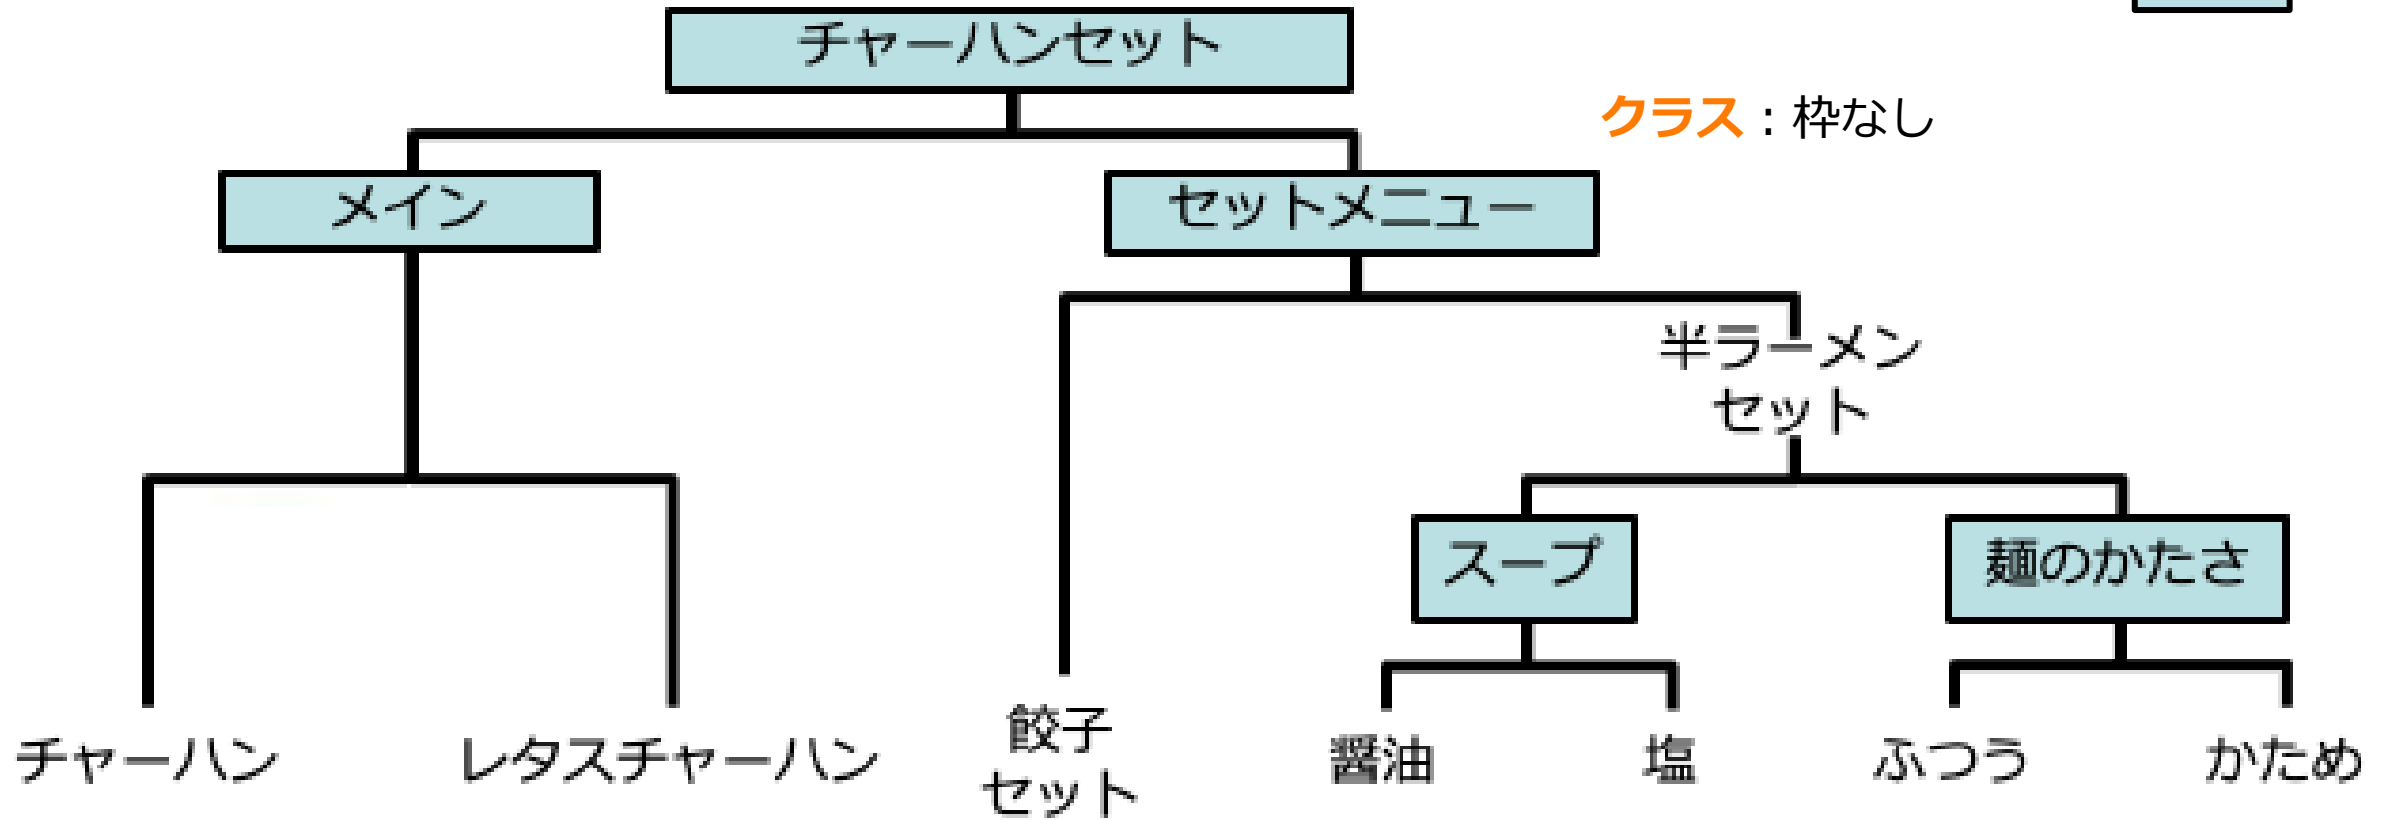 チャーハンセット
クラス：枠なし
メイン
セットメニュー
半ラーメン
セット
スープ
麺のかたさ
チャーハン
レタスチャーハン
餃子
セット
醤油
塩
ふつう
かため